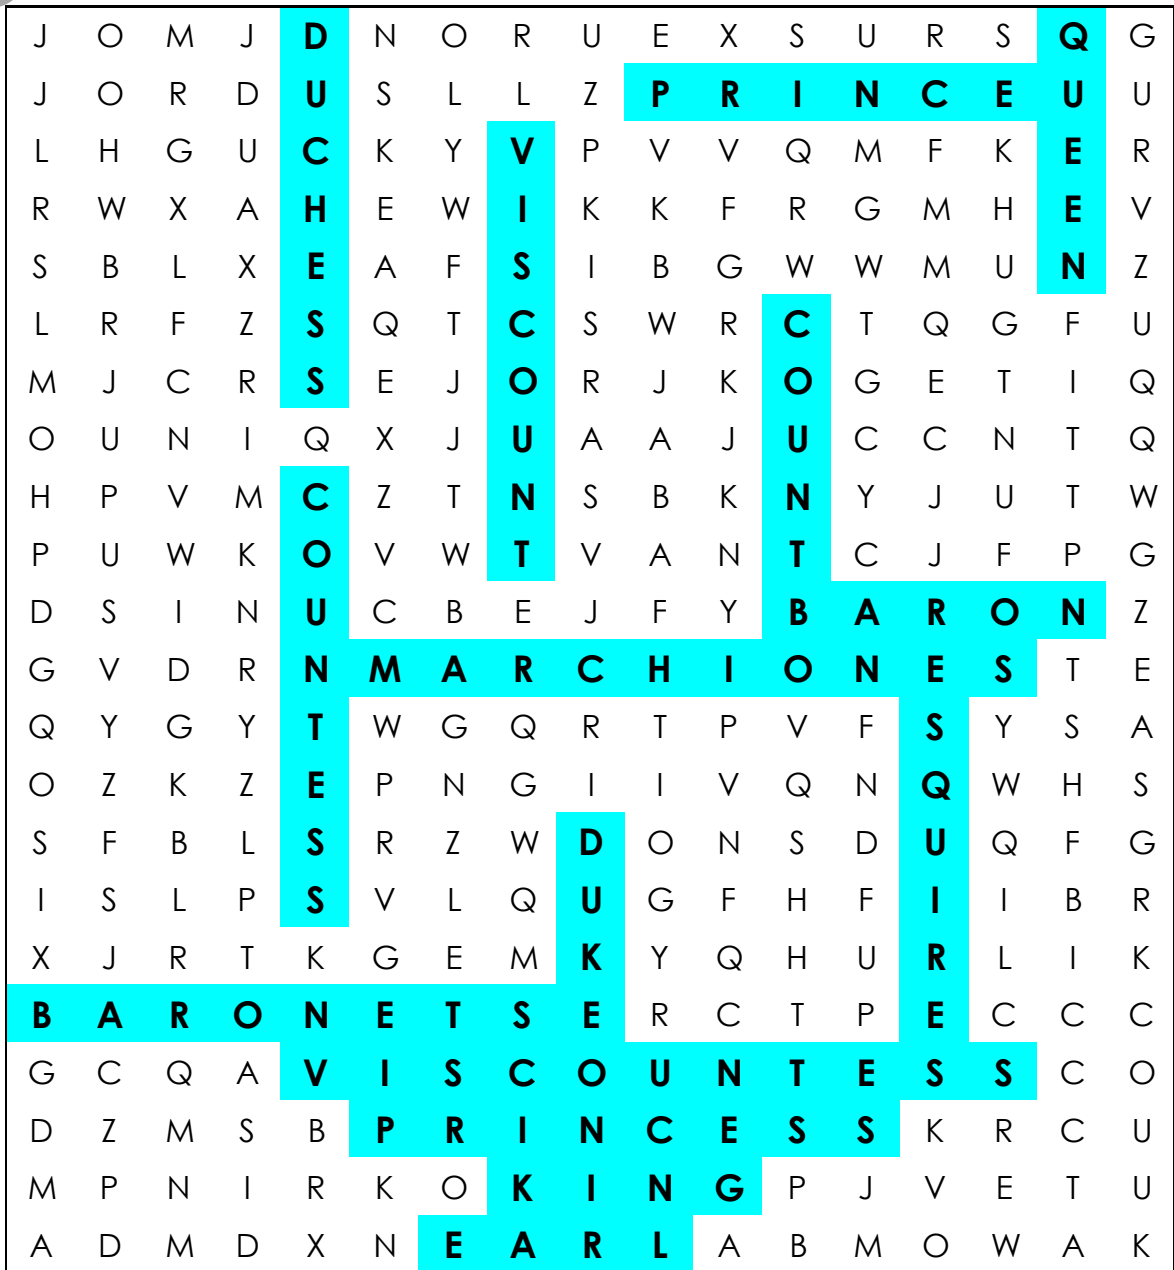 J O M J D N O R U E X S U R S Q G
J O R D U S L L Z P R I N C E U U
L H G U C K Y V P V V Q M F K E R
R W X A H E W I K K F R G M H E V
S B L X E A F S I B G W W M U N Z
L R F Z S Q T C S W R C T Q G F U
M J C R S E J O R J K O G E T I Q
O U N I Q X J U A A J U C C N T Q
H P V M C Z T N S B K N Y J U T W
P U W K O V W T V A N T C J F P G
D S I N U C B E J F Y B A R O N Z
G V D R N M A R C H I O N E S T E
Q Y G Y T W G Q R T P V F S Y S A
O Z K Z E P N G I I V Q N Q W H S
S F B L S R Z W D O N S D U Q F G
I S L P S V L Q U G F H F I I B R
X J R T K G E M K Y Q H U R L I K
B A R O N E T S E R C T P E C C C
G C Q A V I S C O U N T E S S C O
D Z M S B P R I N C E S S K R C U
M P N I R K O K I N G P J V E T U
A D M D X N E A R L A B M O W A K